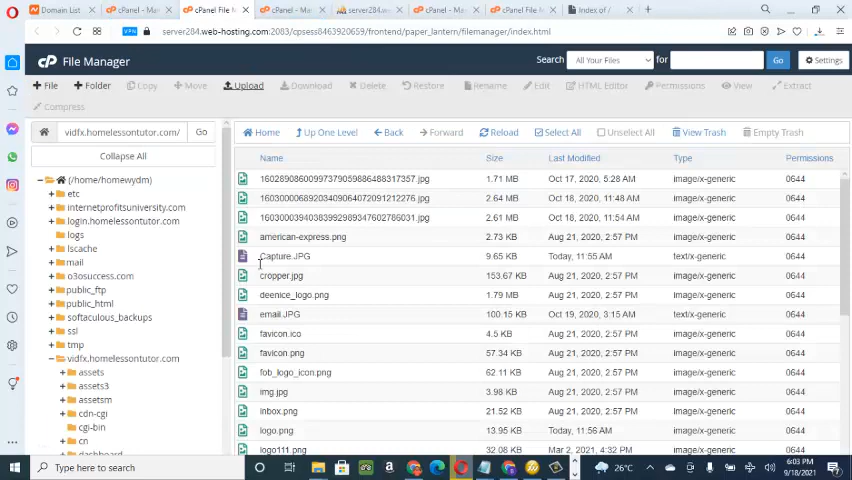 Domain List
cPanel - Mai
cPanel File M
cPanel - Mai
server284.we
cPanel - Ma
cPanel File M
Index of /
VPN server284.web-hosting.com:2083/cpsess8463920659/frontend/paper_lantern/filemanager/index.html
cP File Manager Search All Your Files for Go Settings
File Folder Copy Move Upload Download Delete Restore Rename Edit HTML Editor Permissions View Extract
Compress
vidfx.homelessontutor.com/ Go Home Up One Level Back Forward Reload Select All Unselect All View Trash Empty Trash
Collapse All
(/home/homewydm)
etc
internetprofitsuniversity.com
login.homelessontutor.com
logs
lscache
mail
o3osuccess.com
public_ftp
public_html
softaculous_backups
ssl
tmp
vidfx.homelessontutor.com
assets
assets3
assetsm
cdn-cgi
cgi-bin
cn
dashboard
Name Size Last Modified Type Permissions
16028908600997379059886488317357.jpg 1.71 MB Oct 17, 2020, 5:28 AM image/x-generic 0644
16030006892034090640720912122​76.jpg 2.64 MB Oct 18, 2020, 11:48 AM image/x-generic 0644
16030003940383992989347602786031.jpg 2.61 MB Oct 18, 2020, 11:54 AM image/x-generic 0644
american-express.png 2.73 KB Aug 21, 2020, 2:57 PM image/x-generic 0644
Capture.JPG 9.65 KB Today, 11:55 AM text/x-generic 0644
cropper.jpg 153.67 KB Aug 21, 2020, 2:57 PM image/x-generic 0644
deenice_logo.png 1.79 MB Aug 21, 2020, 2:57 PM image/x-generic 0644
email.JPG 100.15 KB Oct 19, 2020, 3:15 AM text/x-generic 0644
favicon.ico 4.5 KB Aug 21, 2020, 2:57 PM image/x-generic 0644
favicon.png 57.34 KB Aug 21, 2020, 2:57 PM image/x-generic 0644
fob_logo_icon.png 62.11 KB Aug 21, 2020, 2:57 PM image/x-generic 0644
img.jpg 3.98 KB Aug 21, 2020, 2:57 PM image/x-generic 0644
inbox.png 21.52 KB Aug 21, 2020, 2:57 PM image/x-generic 0644
logo.png 13.95 KB Today, 11:56 AM image/x-generic 0644
logo111.png 32.08 KB Mar 2, 2021, 4:32 PM image/x-generic 0644
Type here to search 26°C 6:03 PM
9/18/2021